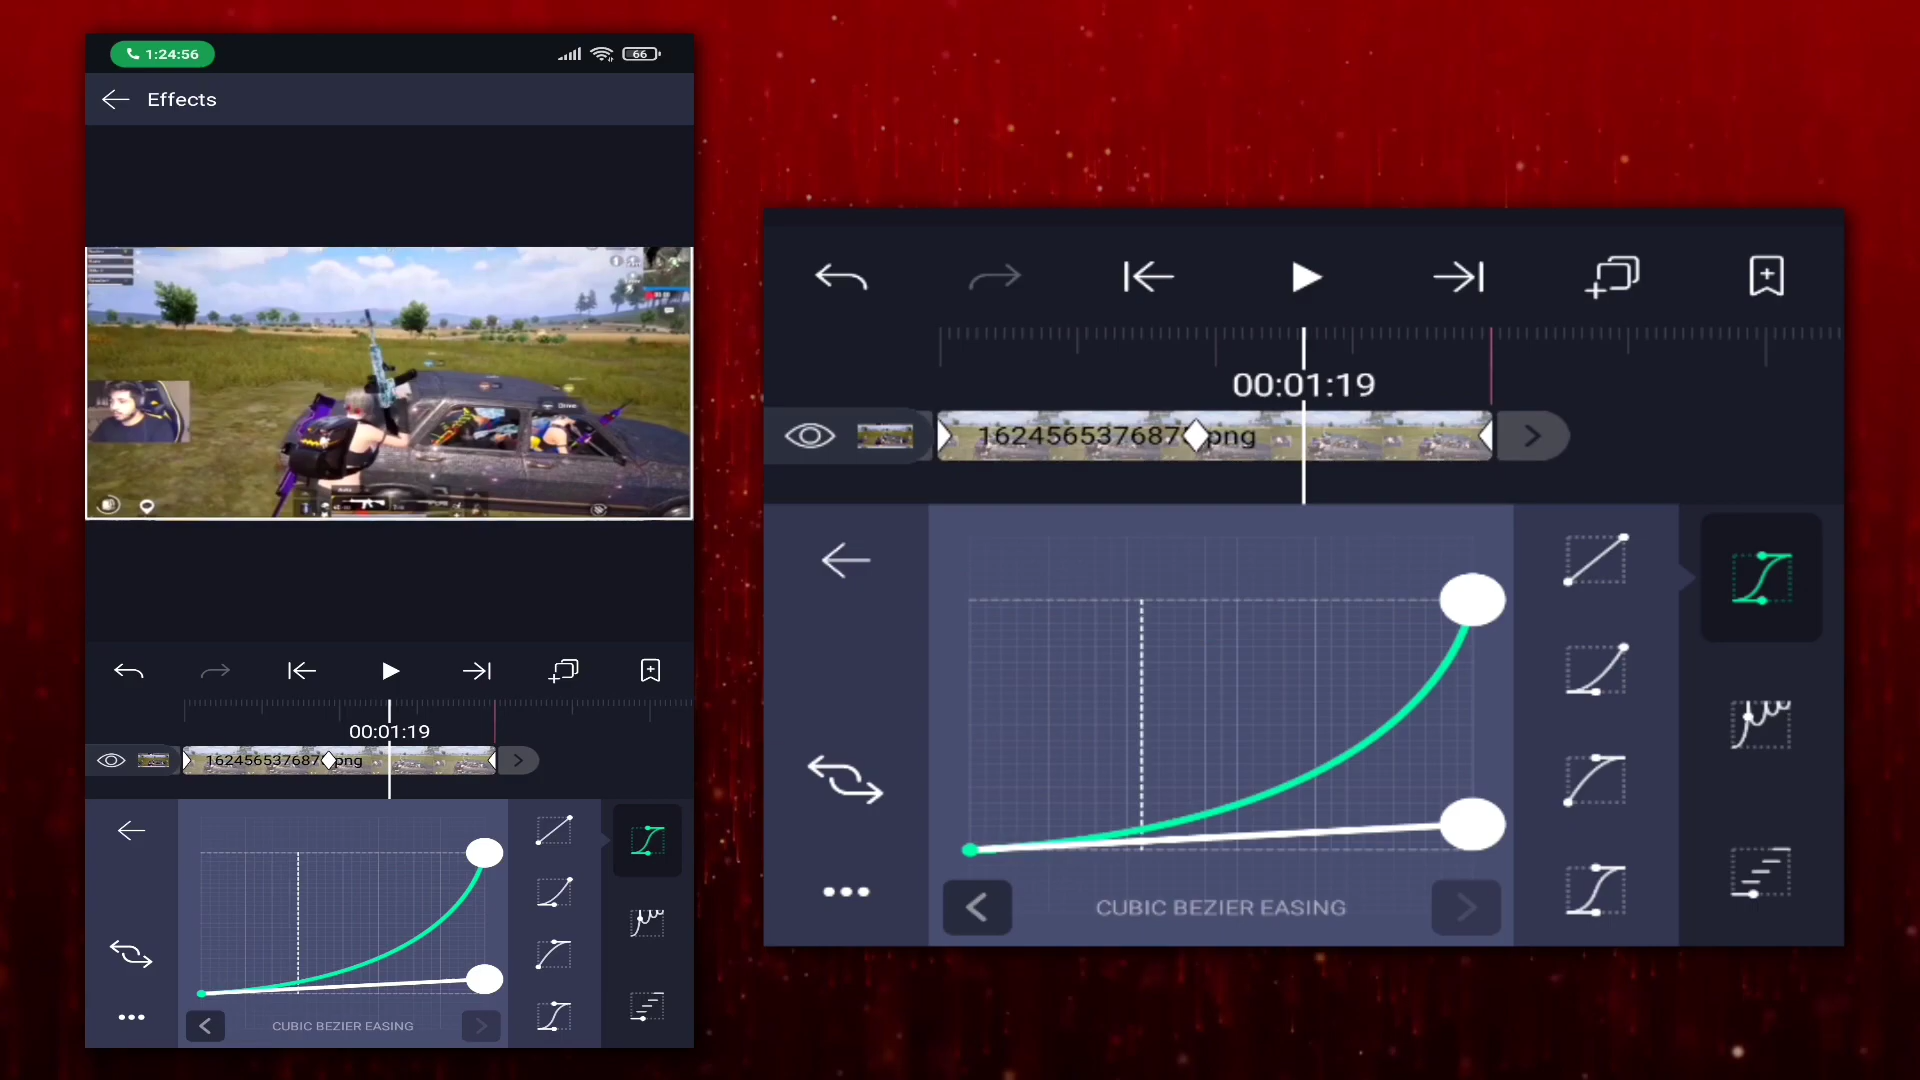 1:24:56
66
Effects
Drive
00:01:19
162456537687 png
CUBIC BEZIER EASING
00:01:19
162456537687 png
CUBIC BEZIER EASING